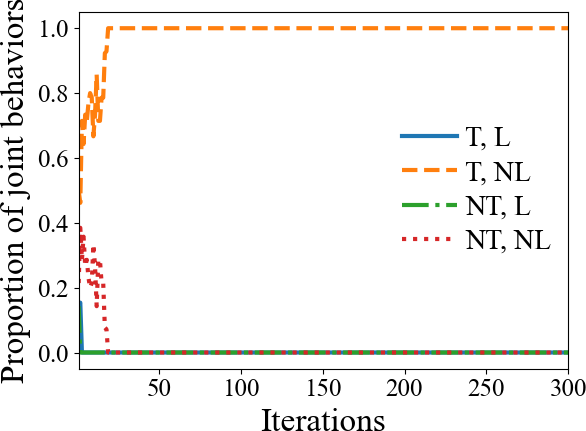 Proportion of joint behaviors
1.0
0.8
0.6
0.4
0.2
0.0
T, L
T, NL
NT, L
NT, NL
50 100 150 200 250 300
Iterations